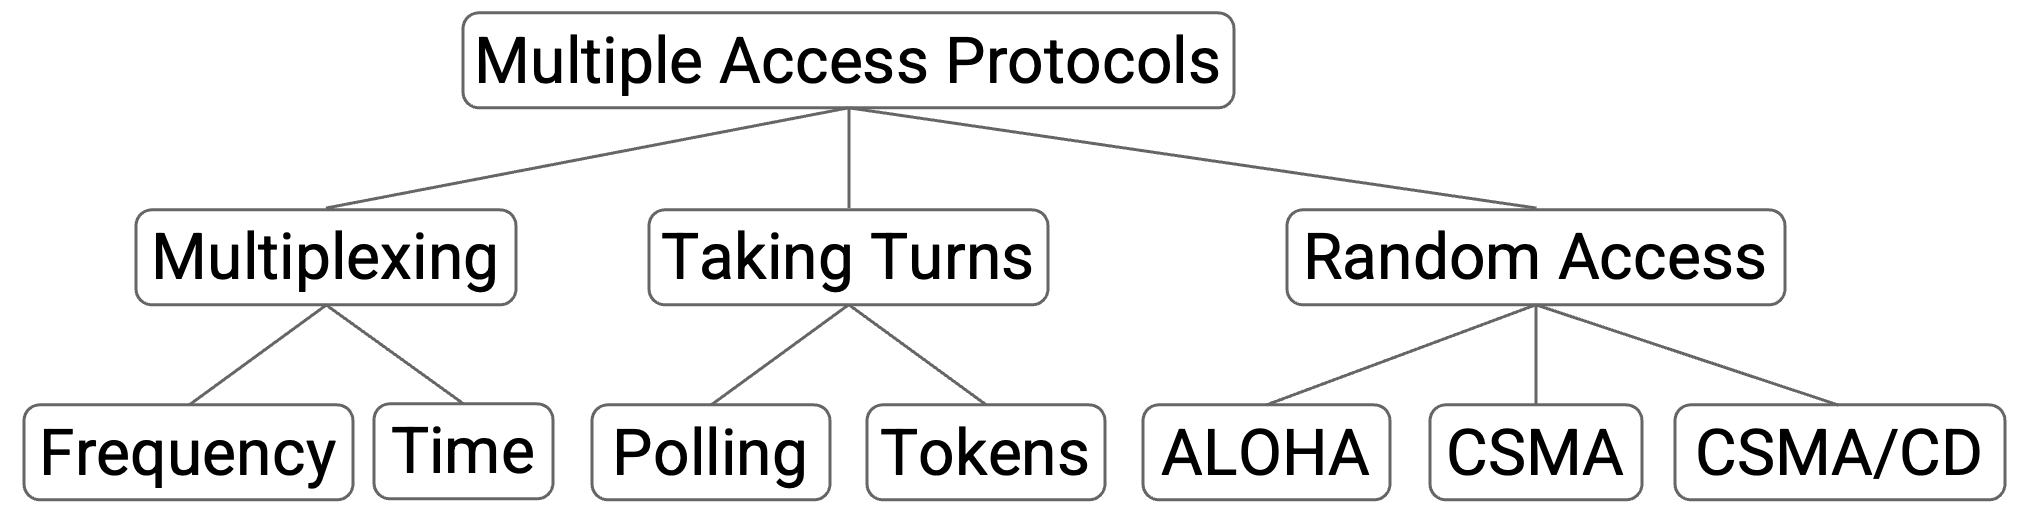 Multiple Access Protocols
Multiplexing
Taking Turns
Random Access
Frequency
Time
Polling
Tokens
ALOHA
CSMA
CSMA/CD